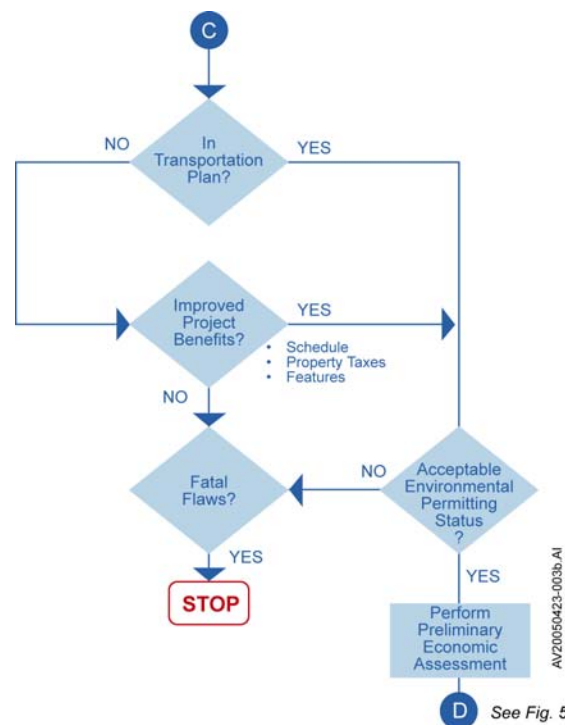 C
In
Transportation
Plan?
NO
YES
Improved
Project
Benefits?
YES
• Schedule
• Property Taxes
• Features
NO
Fatal
Flaws?
NO
Acceptable
Environmental
Permitting
Status
?
YES
STOP
YES
Perform
Preliminary
Economic
Assessment
D
See Fig. 5
AV20050423-003b.AI